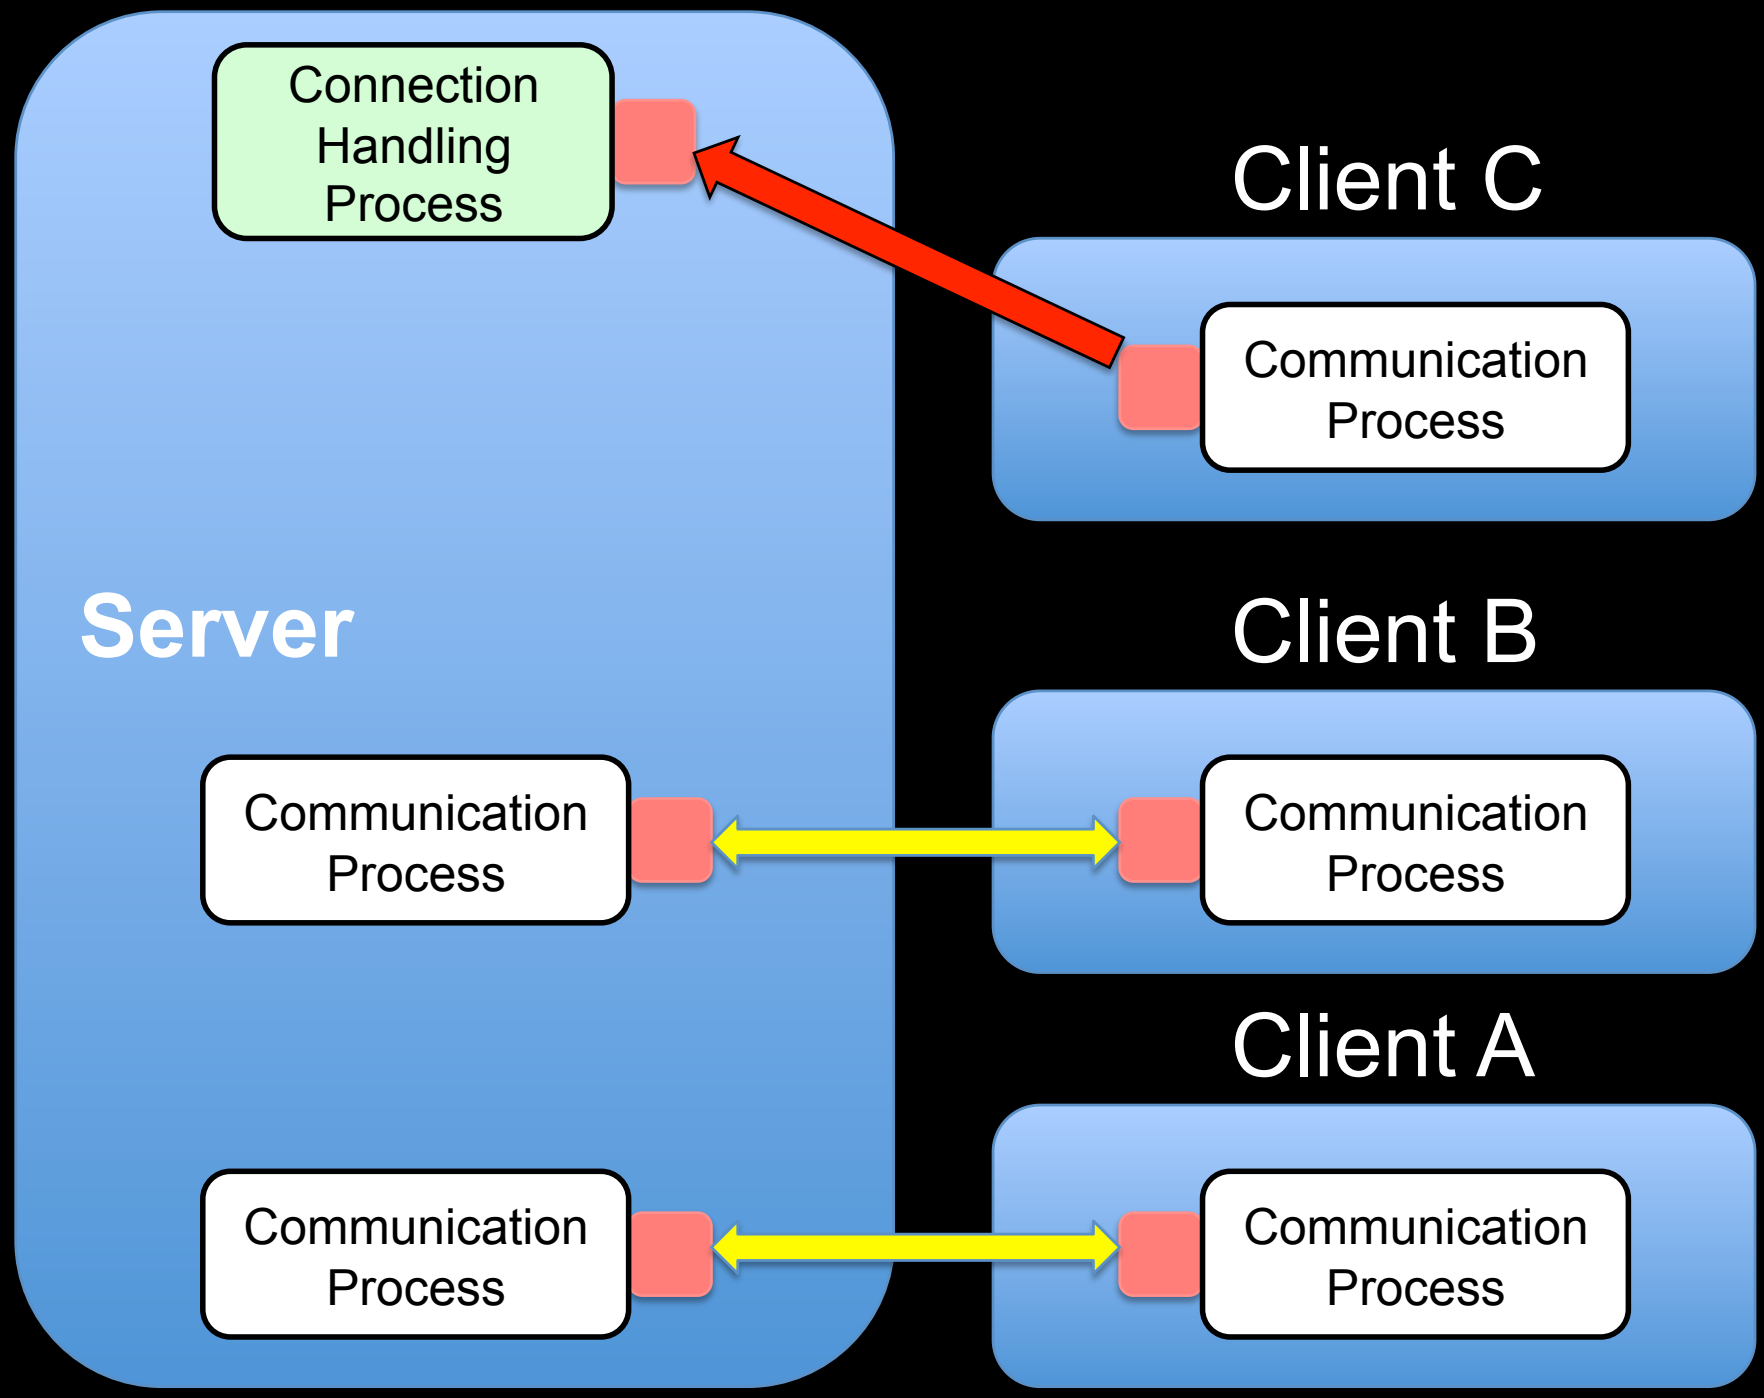 Connection
Handling
Process
Client C
Communication
Process
Server
Client B
Communication
Process
Communication
Process
Client A
Communication
Process
Communication
Process